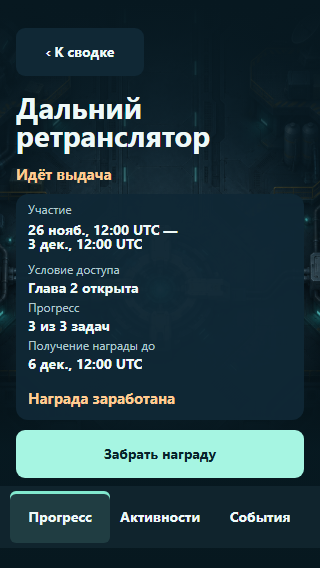 ‹ К сводке
Дальний
ретранслятор
Идёт выдача
Участие
26 нояб., 12:00 UTC —
3 дек., 12:00 UTC
Условие доступа
Глава 2 открыта
Прогресс
3 из 3 задач
Получение награды до
6 дек., 12:00 UTC
Награда заработана
Забрать награду
Прогресс Активности События